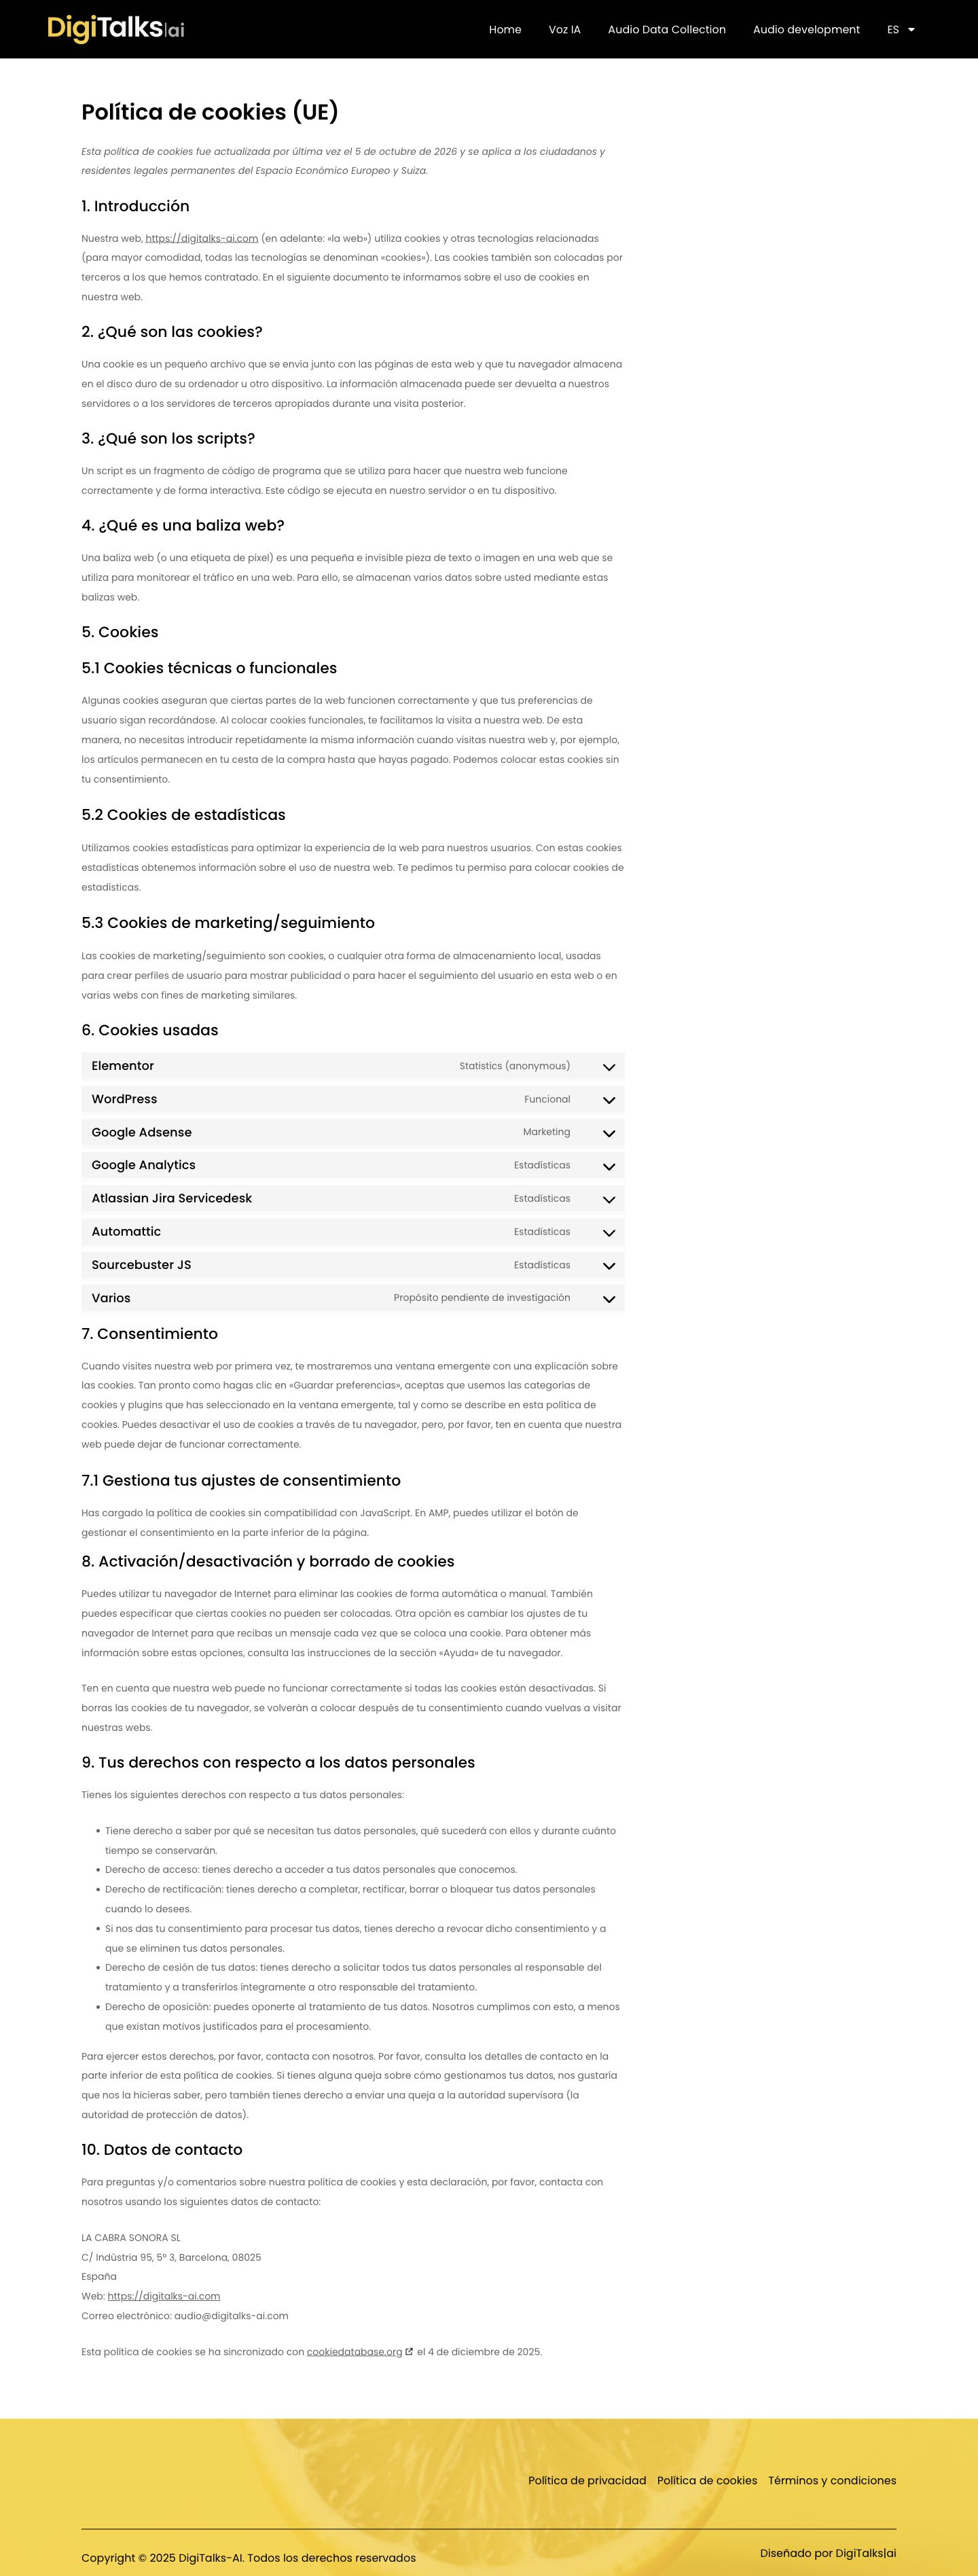 DigiTalks|ai
Home
Voz IA
Audio Data Collection
Audio development
ES
Política de cookies (UE)
Esta política de cookies fue actualizada por última vez el 5 de octubre de 2026 y se aplica a los ciudadanos y
residentes legales permanentes del Espacio Económico Europeo y Suiza.
1. Introducción
Nuestra web, https://digitalks-ai.com (en adelante: «la web») utiliza cookies y otras tecnologías relacionadas
(para mayor comodidad, todas las tecnologías se denominan «cookies»). Las cookies también son colocadas por
terceros a los que hemos contratado. En el siguiente documento te informamos sobre el uso de cookies en
nuestra web.
2. ¿Qué son las cookies?
Una cookie es un pequeño archivo que se envía junto con las páginas de esta web y que tu navegador almacena
en el disco duro de su ordenador u otro dispositivo. La información almacenada puede ser devuelta a nuestros
servidores o a los servidores de terceros apropiados durante una visita posterior.
3. ¿Qué son los scripts?
Un script es un fragmento de código de programa que se utiliza para hacer que nuestra web funcione
correctamente y de forma interactiva. Este código se ejecuta en nuestro servidor o en tu dispositivo.
4. ¿Qué es una baliza web?
Una baliza web (o una etiqueta de píxel) es una pequeña e invisible pieza de texto o imagen en una web que se
utiliza para monitorear el tráfico en una web. Para ello, se almacenan varios datos sobre usted mediante estas
balizas web.
5. Cookies
5.1 Cookies técnicas o funcionales
Algunas cookies aseguran que ciertas partes de la web funcionen correctamente y que tus preferencias de
usuario sigan recordándose. Al colocar cookies funcionales, te facilitamos la visita a nuestra web. De esta
manera, no necesitas introducir repetidamente la misma información cuando visitas nuestra web y, por ejemplo,
los artículos permanecen en tu cesta de la compra hasta que hayas pagado. Podemos colocar estas cookies sin
tu consentimiento.
5.2 Cookies de estadísticas
Utilizamos cookies estadísticas para optimizar la experiencia de la web para nuestros usuarios. Con estas cookies
estadísticas obtenemos información sobre el uso de nuestra web. Te pedimos tu permiso para colocar cookies de
estadísticas.
5.3 Cookies de marketing/seguimiento
Las cookies de marketing/seguimiento son cookies, o cualquier otra forma de almacenamiento local, usadas
para crear perfiles de usuario para mostrar publicidad o para hacer el seguimiento del usuario en esta web o en
varias webs con fines de marketing similares.
6. Cookies usadas
Elementor Statistics (anonymous)
WordPress Funcional
Google Adsense Marketing
Google Analytics Estadísticas
Atlassian Jira Servicedesk Estadísticas
Automattic Estadísticas
Sourcebuster JS Estadísticas
Varios Propósito pendiente de investigación
7. Consentimiento
Cuando visites nuestra web por primera vez, te mostraremos una ventana emergente con una explicación sobre
las cookies. Tan pronto como hagas clic en «Guardar preferencias», aceptas que usemos las categorías de
cookies y plugins que has seleccionado en la ventana emergente, tal y como se describe en esta política de
cookies. Puedes desactivar el uso de cookies a través de tu navegador, pero, por favor, ten en cuenta que nuestra
web puede dejar de funcionar correctamente.
7.1 Gestiona tus ajustes de consentimiento
Has cargado la política de cookies sin compatibilidad con JavaScript. En AMP, puedes utilizar el botón de
gestionar el consentimiento en la parte inferior de la página.
8. Activación/desactivación y borrado de cookies
Puedes utilizar tu navegador de Internet para eliminar las cookies de forma automática o manual. También
puedes especificar que ciertas cookies no pueden ser colocadas. Otra opción es cambiar los ajustes de tu
navegador de Internet para que recibas un mensaje cada vez que se coloca una cookie. Para obtener más
información sobre estas opciones, consulta las instrucciones de la sección «Ayuda» de tu navegador.
Ten en cuenta que nuestra web puede no funcionar correctamente si todas las cookies están desactivadas. Si
borras las cookies de tu navegador, se volverán a colocar después de tu consentimiento cuando vuelvas a visitar
nuestras webs.
9. Tus derechos con respecto a los datos personales
Tienes los siguientes derechos con respecto a tus datos personales:
• Tiene derecho a saber por qué se necesitan tus datos personales, qué sucederá con ellos y durante cuánto
tiempo se conservarán.
• Derecho de acceso: tienes derecho a acceder a tus datos personales que conocemos.
• Derecho de rectificación: tienes derecho a completar, rectificar, borrar o bloquear tus datos personales
cuando lo desees.
• Si nos das tu consentimiento para procesar tus datos, tienes derecho a revocar dicho consentimiento y a
que se eliminen tus datos personales.
• Derecho de cesión de tus datos: tienes derecho a solicitar todos tus datos personales al responsable del
tratamiento y a transferirlos íntegramente a otro responsable del tratamiento.
• Derecho de oposición: puedes oponerte al tratamiento de tus datos. Nosotros cumplimos con esto, a menos
que existan motivos justificados para el procesamiento.
Para ejercer estos derechos, por favor, contacta con nosotros. Por favor, consulta los detalles de contacto en la
parte inferior de esta política de cookies. Si tienes alguna queja sobre cómo gestionamos tus datos, nos gustaría
que nos la hicieras saber, pero también tienes derecho a enviar una queja a la autoridad supervisora (la
autoridad de protección de datos).
10. Datos de contacto
Para preguntas y/o comentarios sobre nuestra política de cookies y esta declaración, por favor, contacta con
nosotros usando los siguientes datos de contacto:
LA CABRA SONORA SL
C/ Indùstria 95, 5º 3, Barcelona, 08025
España
Web: https://digitalks-ai.com
Correo electrónico: audio@digitalks-ai.com
Esta política de cookies se ha sincronizado con cookiedatabase.org el 4 de diciembre de 2025.
Política de privacidad
Política de cookies
Términos y condiciones
Copyright © 2025 DigiTalks-AI. Todos los derechos reservados
Diseñado por DigiTalks|ai